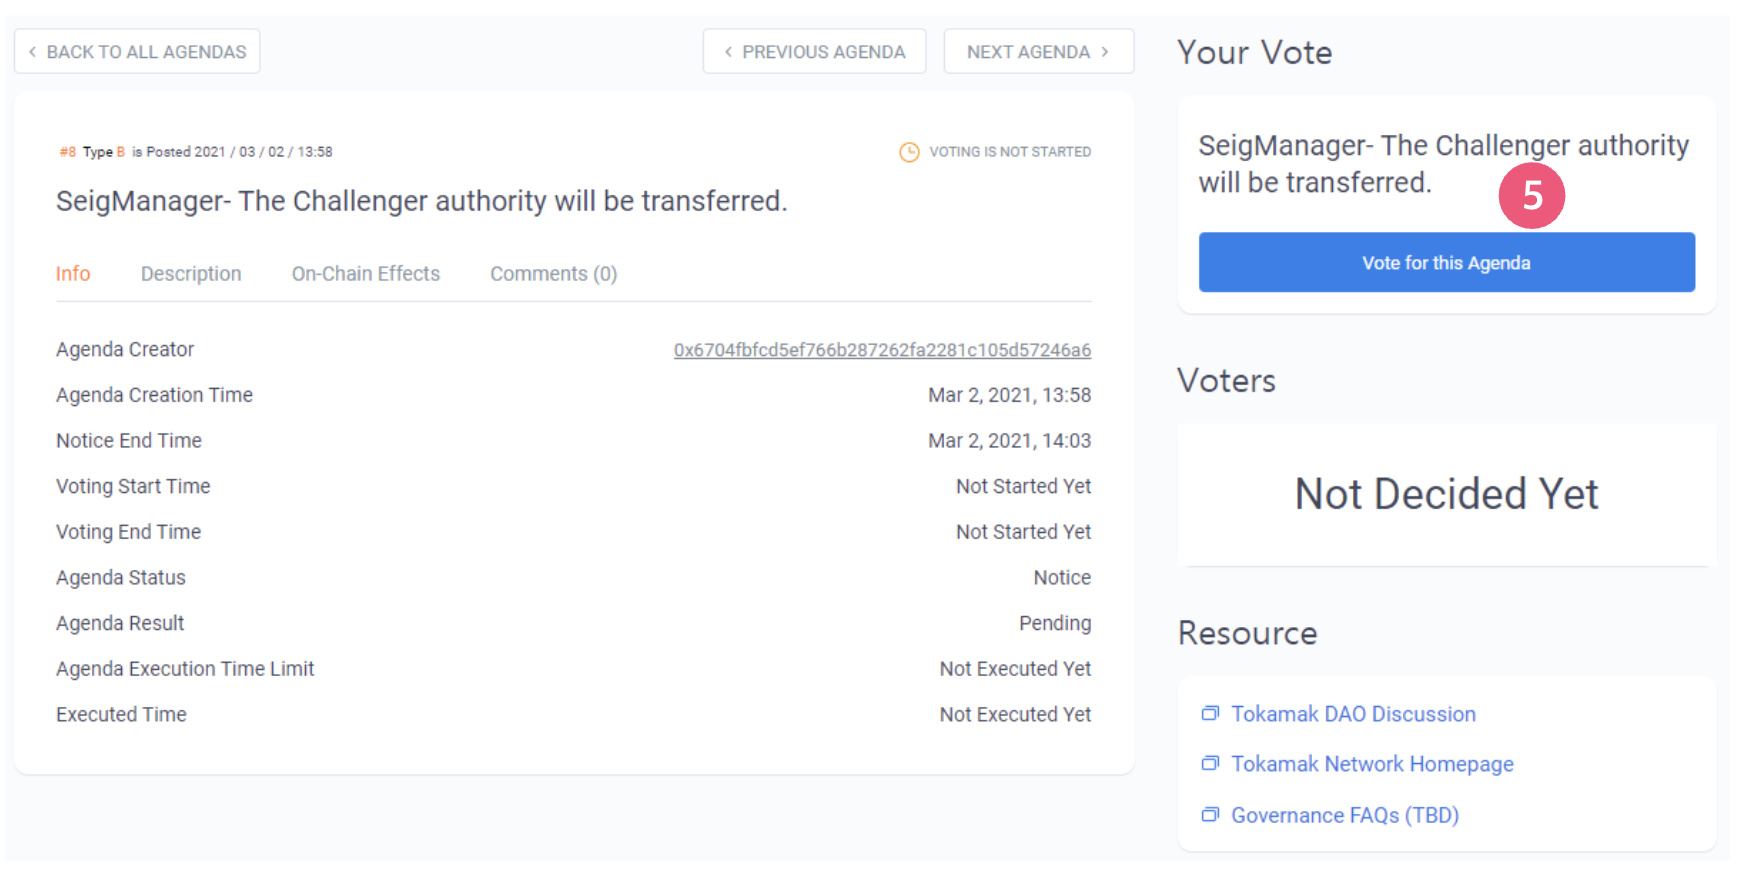 BACK TO ALL AGENDAS
PREVIOUS AGENDA
NEXT AGENDA
#8 Type B is Posted 2021 / 03 / 02 / 13:58
VOTING IS NOT STARTED
SeigManager- The Challenger authority will be transferred.
Info Description On-Chain Effects Comments (0)
Agenda Creator 0x6704fbfcd5ef766b287262fa2281c105d57246a6
Agenda Creation Time Mar 2, 2021, 13:58
Notice End Time Mar 2, 2021, 14:03
Voting Start Time Not Started Yet
Voting End Time Not Started Yet
Agenda Status Notice
Agenda Result Pending
Agenda Execution Time Limit Not Executed Yet
Executed Time Not Executed Yet
Your Vote
SeigManager- The Challenger authority
will be transferred.
5
Vote for this Agenda
Voters
Not Decided Yet
Resource
Tokamak DAO Discussion
Tokamak Network Homepage
Governance FAQs (TBD)